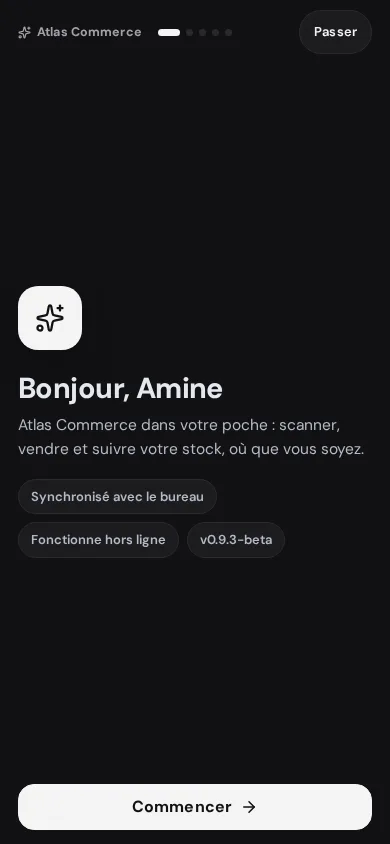 Atlas Commerce
Passer
Bonjour, Amine
Atlas Commerce dans votre poche : scanner,
vendre et suivre votre stock, où que vous soyez.
Synchronisé avec le bureau
Fonctionne hors ligne
v0.9.3-beta
Commencer